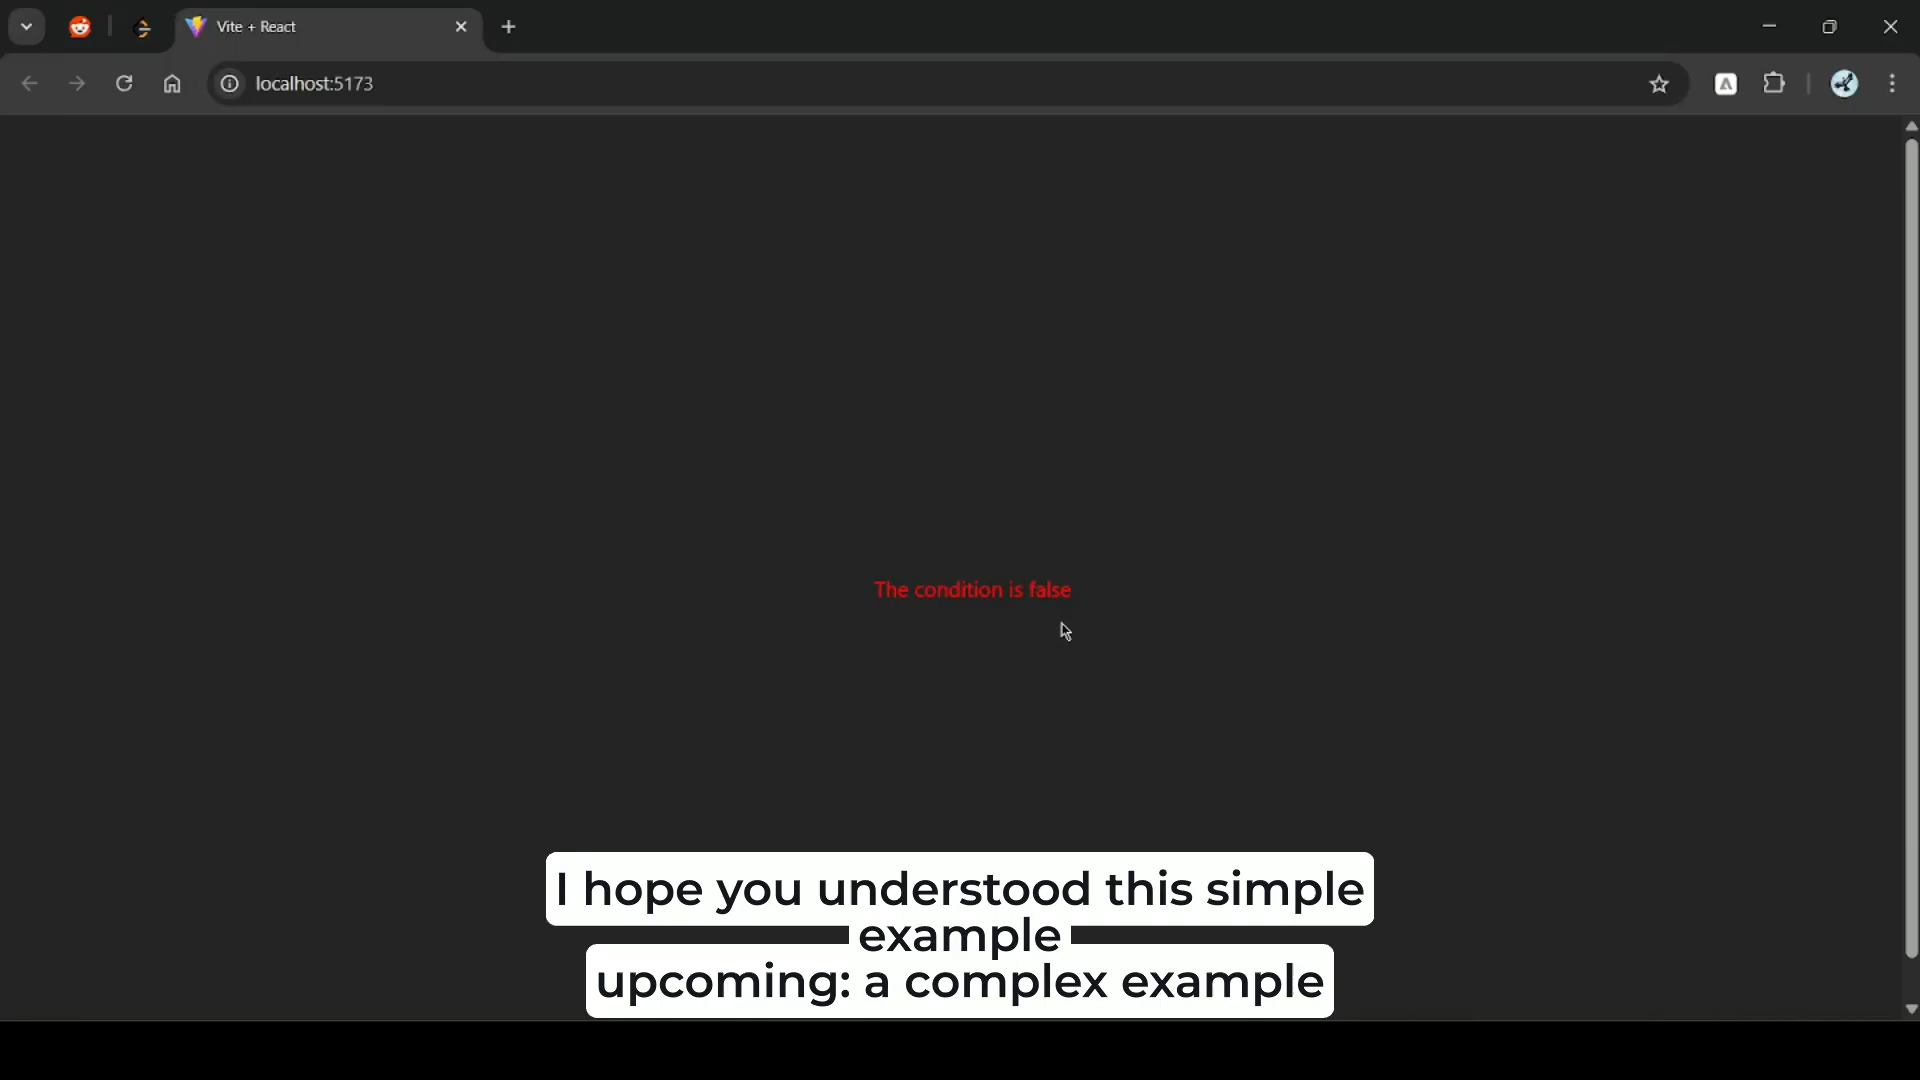 Vite + React
localhost:5173
The condition is false
I hope you understood this simple
example
upcoming: a complex example